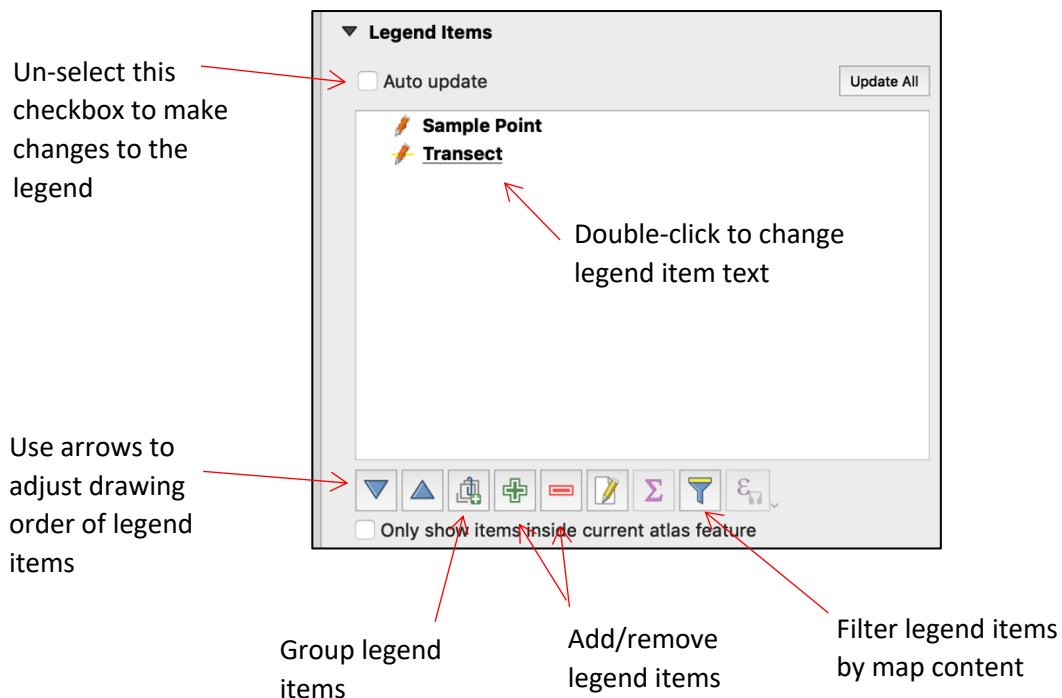 Legend Items
Un-select this
checkbox to make
changes to the
legend
Auto update
Update All
Sample Point
Transect
Double-click to change
legend item text
Use arrows to
adjust drawing
order of legend
items
Σ
ε
Only show items inside current atlas feature
Group legend
items
Add/remove
legend items
Filter legend items
by map content